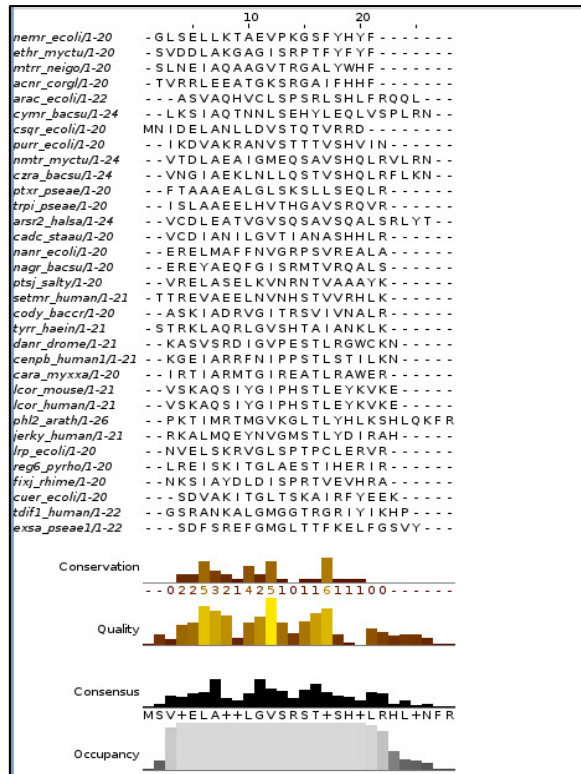 10 20
nemr_ecoli/1-20 -GLSELLKTAEVPKGSFYHYF-------
ethr_myctu/1-20 -SVDDLAKGAGISRPTFYFYF-------
mtrr_neigo/1-20 -SLNEIAQAAGVTRGALYWHF-------
acnr_corgl/1-20 -TVRRLEEATGKSRGAIFHHF-------
arac_ecoli/1-22 ---ASVAQHVCLSPSRLSHLFRQQL---
cymr_bacsu/1-24 --LKSIAQTNNLSEHYLEQLVSPLRN--
csqr_ecoli/1-20 MNIDELANLLDVSTQTVRRD--------
purr_ecoli/1-20 --IKDVAKRANVSTTTVSHVIN------
nmtr_myctu/1-24 --VTDLAEAIGMEQSAVSHQLRVLRN--
czra_bacsu/1-24 --VNGIAEKLNLLQSTVSHQLRFLKN--
ptxr_pseae/1-20 --FTAAAEALGLSKSLLSEQLR------
trpi_pseae/1-20 --ISLAAEELHVTHGAVSRQVR------
arsr2_halsa/1-24 --VCDLEATVGVSQSAVSQALSRLYT--
cadc_staau/1-20 --VCDIANILGVTIANASHHLR------
nanr_ecoli/1-20 --ERELMAFFNVGRPSVREALA------
nagr_bacsu/1-20 --EREYAEQFGISRMTVRQALS------
ptsj_salty/1-20 --VRELASELKVNRNTVAAAYK------
setmr_human/1-21 -TTREVAEELNVNHSTVVRHLK------
cody_baccr/1-20 --ASKIADRVGITRSVIVNALR------
tyrr_haein/1-21 -STRKLAQRLGVSHTAIANKLK------
danr_drome/1-21 --KASVSRDIGVPESTLRGWCKN-----
cenpb_human1/1-21 --KGEIARRFNIPPSTLSTILKN-----
cara_myxxa/1-20 --IRTIARMTGIREATLRAWER------
lcor_mouse/1-21 --VSKAQSIYGIPHSTLEYKVKE-----
lcor_human/1-21 --VSKAQSIYGIPHSTLEYKVKE-----
phl2_arath/1-26 --PKTIMRTMGVKGLTLYHLKSHLQKFR
jerky_human/1-21 --RKALMQEYNVGMSTLYDIRAH-----
lrp_ecoli/1-20 --NVELSKRVGLSPTPCLERVR------
reg6_pyrho/1-20 --LREISKITGLAESTIHERIR------
fixj_rhime/1-20 --NKSIAYDLDISPRTVEVHRA------
cuer_ecoli/1-20 ---SDVAKITGLTSKAIRFYEEK-----
tdif1_human/1-22 --GSRANKALGMGGTRGRIYIKHP----
exsa_pseae1/1-22 ---SDFSREFGMGLTTFKELFGSVY---
Conservation
--02253214251011611100------
Quality
Consensus
MSV+ELA++LGVSRST+SH+LRHL+NFR
Occupancy